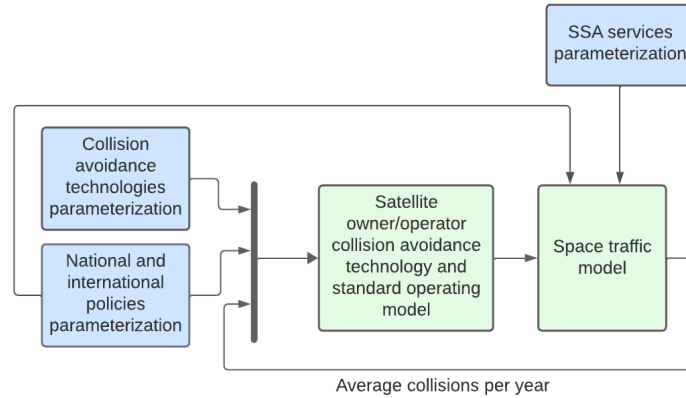 SSA services
parameterization
Collision
avoidance
technologies
parameterization
National and
international
policies
parameterization
Satellite
owner/operator
collision avoidance
technology and
standard operating
model
Space traffic
model
Average collisions per year